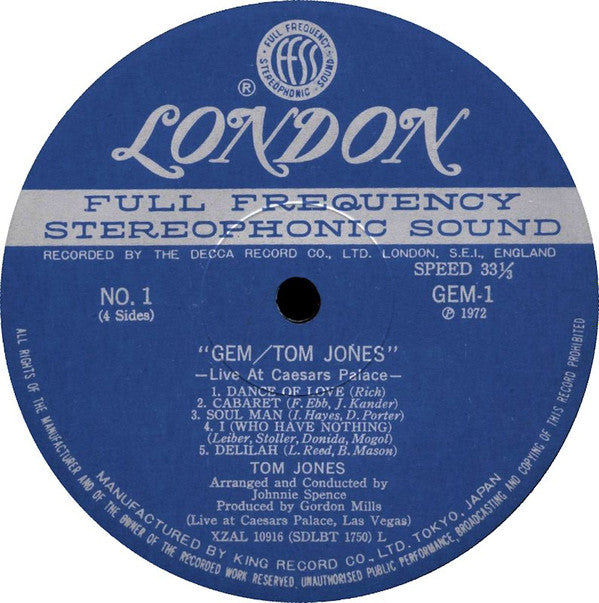 FULL FREQUENCY
ffss
STEREOPHONIC SOUND
®
LONDON
FULL FREQUENCY
STEREOPHONIC SOUND
RECORDED BY THE DECCA RECORD CO., LTD. LONDON, S.E.I., ENGLAND
SPEED 33⅓
NO. 1
(4 Sides)
GEM-1
℗ 1972
"GEM/TOM JONES"
—Live At Caesars Palace—
1. DANCE OF LOVE (Rich)
2. CABARET (F. Ebb, J. Kander)
3. SOUL MAN (I. Hayes, D. Porter)
4. I (WHO HAVE NOTHING)
(Leiber, Stoller, Donida, Mogol)
5. DELILAH (L. Reed, B. Mason)
TOM JONES
Arranged and Conducted by
Johnnie Spence
Produced by Gordon Mills
(Live at Caesars Palace, Las Vegas)
XZAL 10916 (SDLBT 1750) L
MANUFACTURED BY KING RECORD CO., LTD. TOKYO, JAPAN
ALL RIGHTS OF THE MANUFACTURER AND OF THE OWNER OF THE RECORDED WORK RESERVED. UNAUTHORISED PUBLIC PERFORMANCE, BROADCASTING AND COPYING OF THIS RECORD PROHIBITED